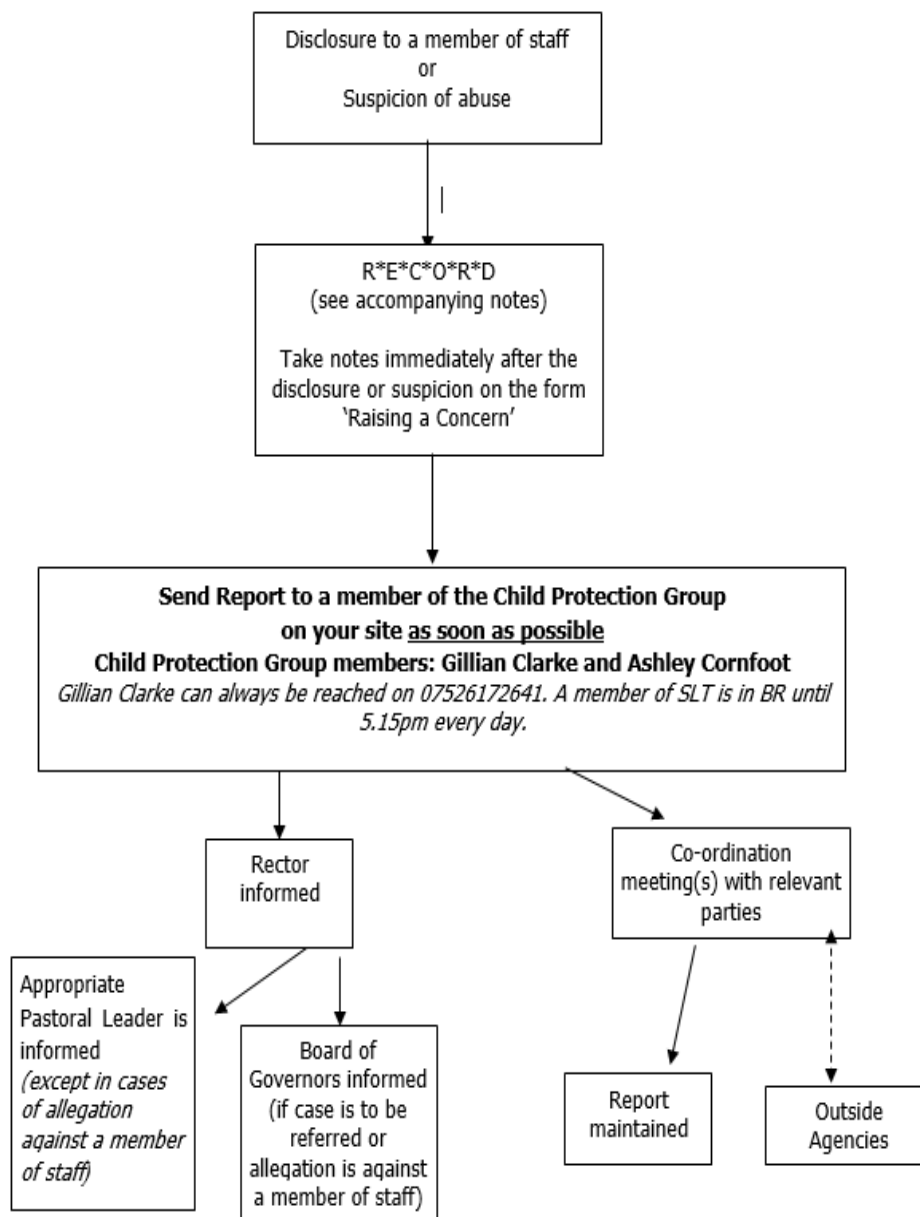 Disclosure to a member of staff
or
Suspicion of abuse
R*E*C*O*R*D
(see accompanying notes)
Take notes immediately after the
disclosure or suspicion on the form
‘Raising a Concern’
Send Report to a member of the Child Protection Group
on your site as soon as possible
Child Protection Group members: Gillian Clarke and Ashley Cornfoot
Gillian Clarke can always be reached on 07526172641. A member of SLT is in BR until
5.15pm every day.
Rector
informed
Co-ordination
meeting(s) with relevant
parties
Appropriate
Pastoral Leader is
informed
(except in cases
of allegation
against a member
of staff)
Board of
Governors informed
(if case is to be
referred or
allegation is against
a member of staff)
Report
maintained
Outside
Agencies